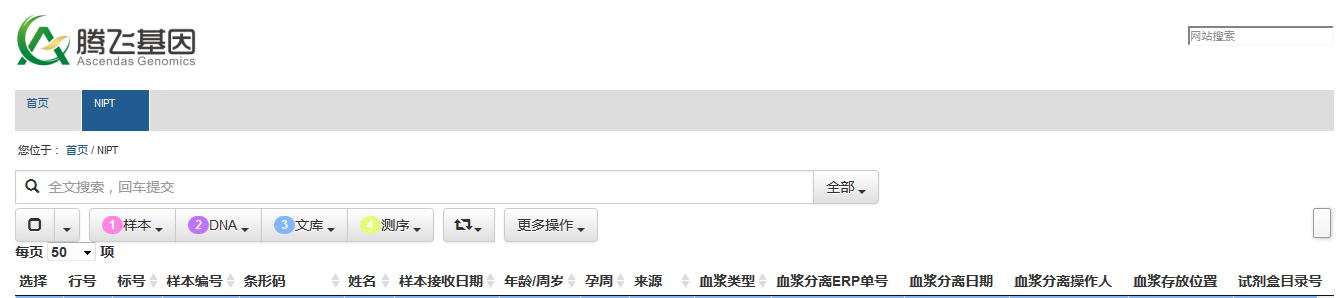 腾飞基因
Ascendas Genomics
网站搜索
首页 NIPT
您位于： 首页 / NIPT
全文搜索，回车提交 全部
1 样本 2 DNA 3 文库 4 测序 更多操作
每页 50 项
选择 行号 标号 样本编号 条形码 姓名 样本接收日期 年龄/周岁 孕周 来源 血浆类型 血浆分离ERP单号 血浆分离日期 血浆分离操作人 血浆存放位置 试剂盒目录号